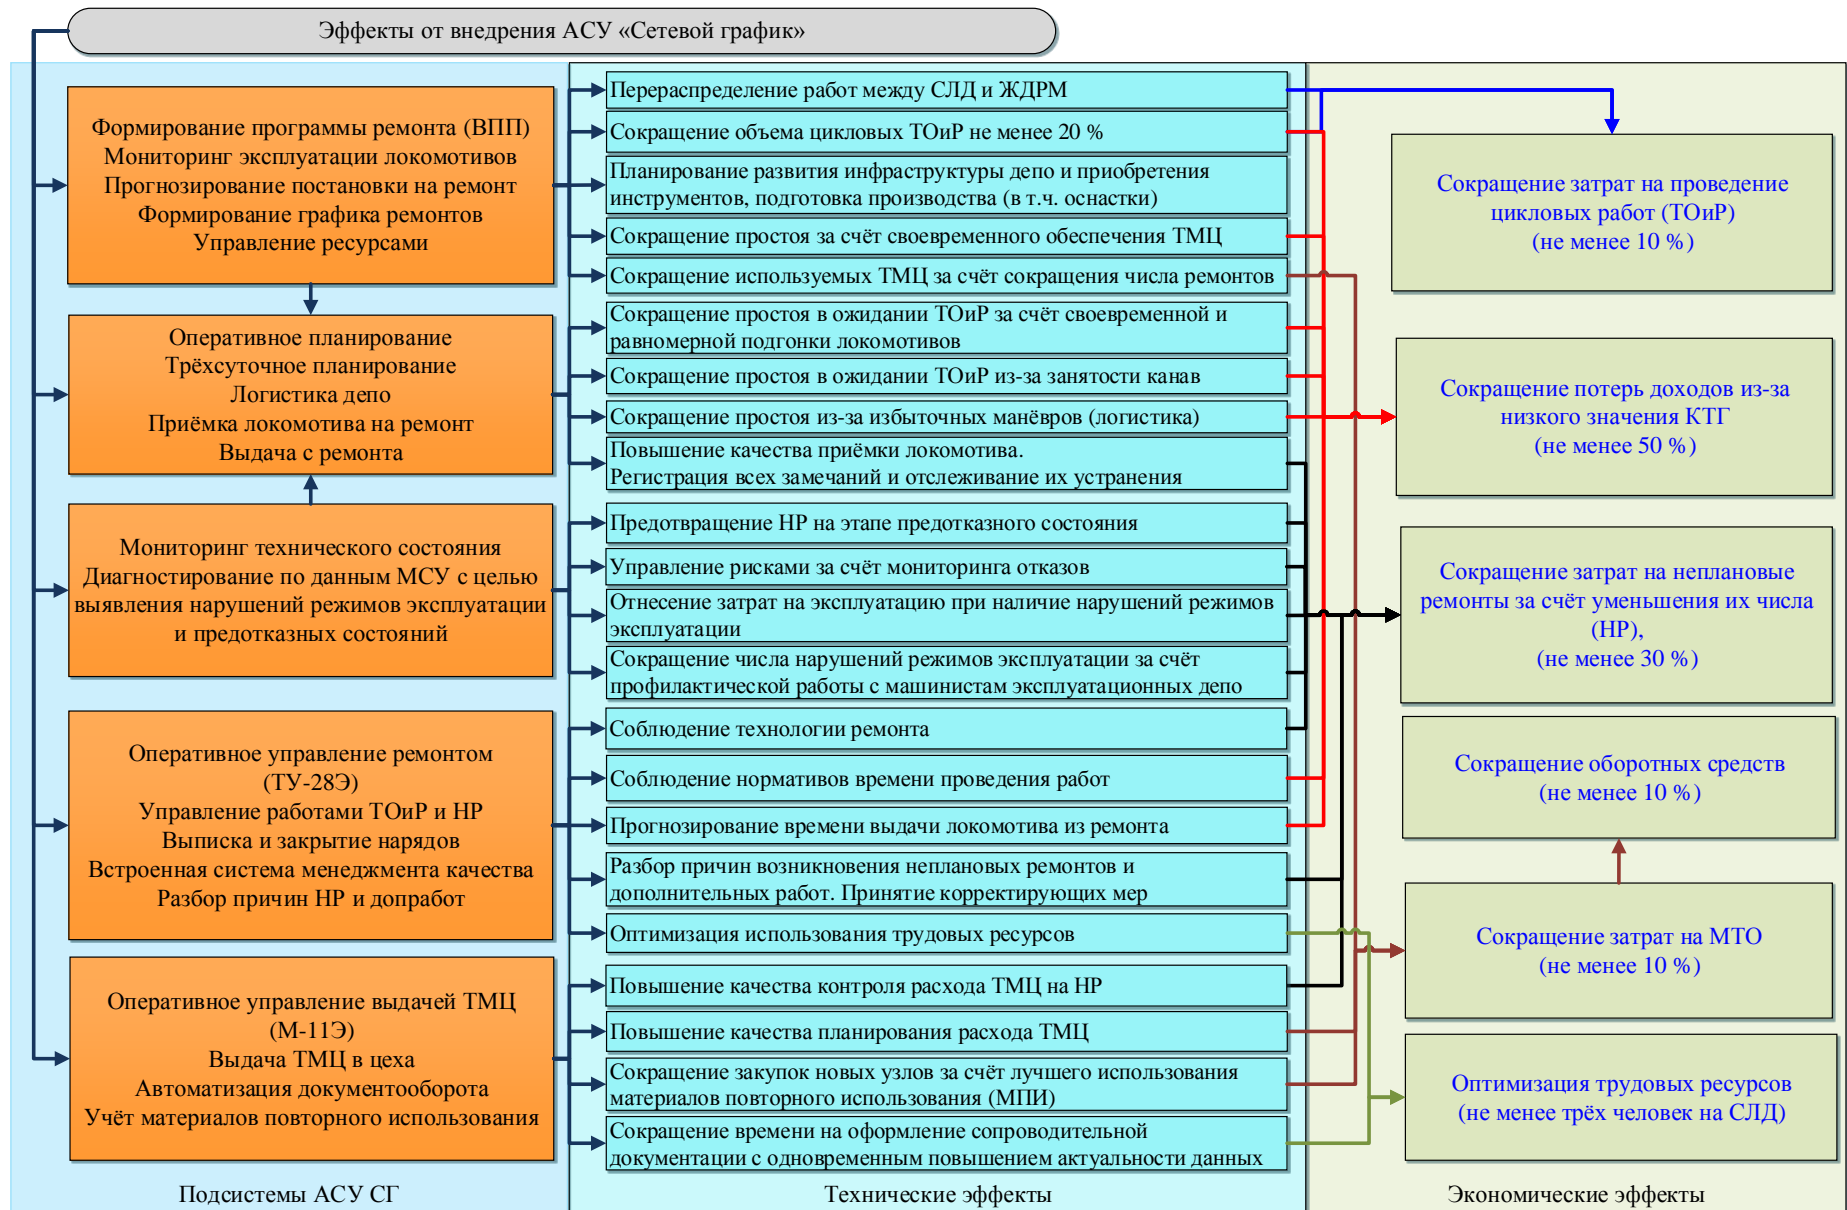 Эффекты от внедрения АСУ «Сетевой график»
Формирование программы ремонта (ВПП)
Мониторинг эксплуатации локомотивов
Прогнозирование постановки на ремонт
Формирование графика ремонтов
Управление ресурсами
Оперативное планирование
Трёхсуточное планирование
Логистика депо
Приёмка локомотива на ремонт
Выдача с ремонта
Мониторинг технического состояния
Диагностирование по данным МСУ с целью
выявления нарушений режимов эксплуатации
и предотказных состояний
Оперативное управление ремонтом
(ТУ-28Э)
Управление работами ТОиР и НР
Выписка и закрытие нарядов
Встроенная система менеджмента качества
Разбор причин НР и допработ
Оперативное управление выдачей ТМЦ
(М-11Э)
Выдача ТМЦ в цеха
Автоматизация документооборота
Учёт материалов повторного использования
Подсистемы АСУ СГ
Перераспределение работ между СЛД и ЖДРМ
Сокращение объема цикловых ТОиР не менее 20 %
Планирование развития инфраструктуры депо и приобретения
инструментов, подготовка производства (в т.ч. оснастки)
Сокращение простоя за счёт своевременного обеспечения ТМЦ
Сокращение используемых ТМЦ за счёт сокращения числа ремонтов
Сокращение простоя в ожидании ТОиР за счёт своевременной и
равномерной подгонки локомотивов
Сокращение простоя в ожидании ТОиР из-за занятости канав
Сокращение простоя из-за избыточных манёвров (логистика)
Повышение качества приёмки локомотива.
Регистрация всех замечаний и отслеживание их устранения
Предотвращение НР на этапе предотказного состояния
Управление рисками за счёт мониторинга отказов
Отнесение затрат на эксплуатацию при наличие нарушений режимов
эксплуатации
Сокращение числа нарушений режимов эксплуатации за счёт
профилактической работы с машинистам эксплуатационных депо
Соблюдение технологии ремонта
Соблюдение нормативов времени проведения работ
Прогнозирование времени выдачи локомотива из ремонта
Разбор причин возникновения неплановых ремонтов и
дополнительных работ. Принятие корректирующих мер
Оптимизация использования трудовых ресурсов
Повышение качества контроля расхода ТМЦ на НР
Повышение качества планирования расхода ТМЦ
Сокращение закупок новых узлов за счёт лучшего использования
материалов повторного использования (МПИ)
Сокращение времени на оформление сопроводительной
документации с одновременным повышением актуальности данных
Технические эффекты
Сокращение затрат на проведение
цикловых работ (ТОиР)
(не менее 10 %)
Сокращение потерь доходов из-за
низкого значения КТГ
(не менее 50 %)
Сокращение затрат на неплановые
ремонты за счёт уменьшения их числа
(НР),
(не менее 30 %)
Сокращение оборотных средств
(не менее 10 %)
Сокращение затрат на МТО
(не менее 10 %)
Оптимизация трудовых ресурсов
(не менее трёх человек на СЛД)
Экономические эффекты